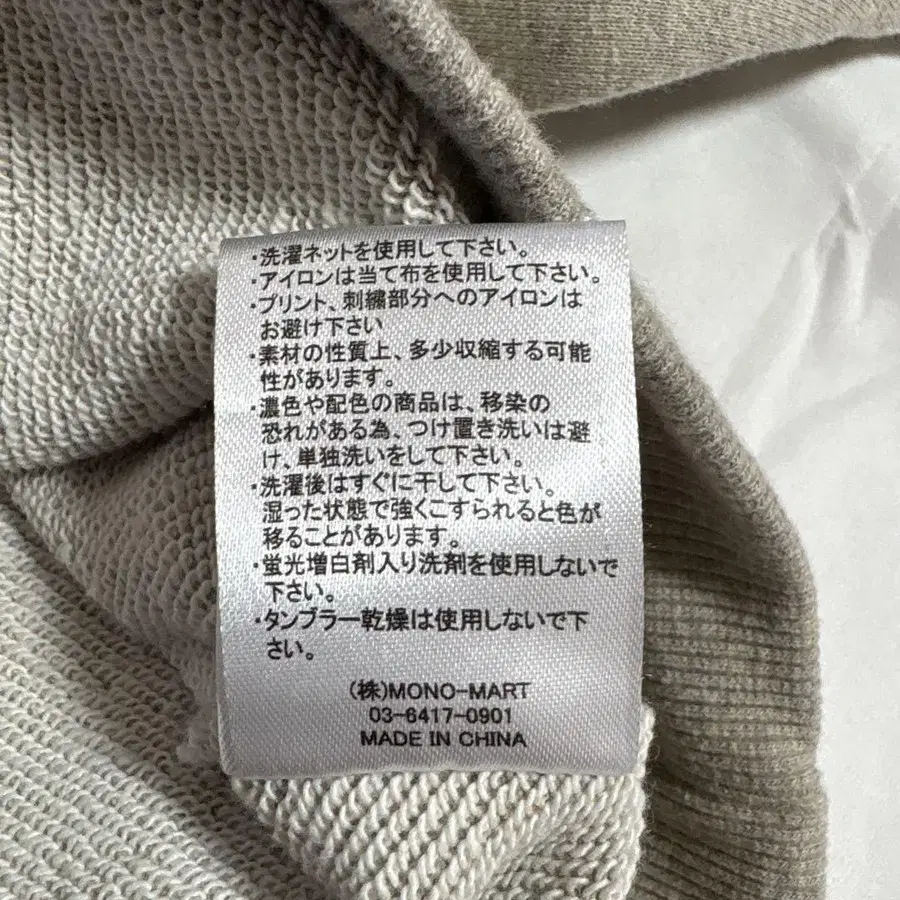 ・洗濯ネットを使用して下さい。
・アイロンは当て布を使用して下さい。
・プリント、刺繍部分へのアイロンは
お避け下さい
・素材の性質上、多少収縮する可能
性があります。
・濃色や配色の商品は、移染の
恐れがある為、つけ置き洗いは避
け、単独洗いをして下さい。
・洗濯後はすぐに干して下さい。
湿った状態で強くこすられると色が
移ることがあります。
・蛍光増白剤入り洗剤を使用しないで
下さい。
・タンブラー乾燥は使用しないで下
さい。
(株)MONO-MART
03-6417-0901
MADE IN CHINA